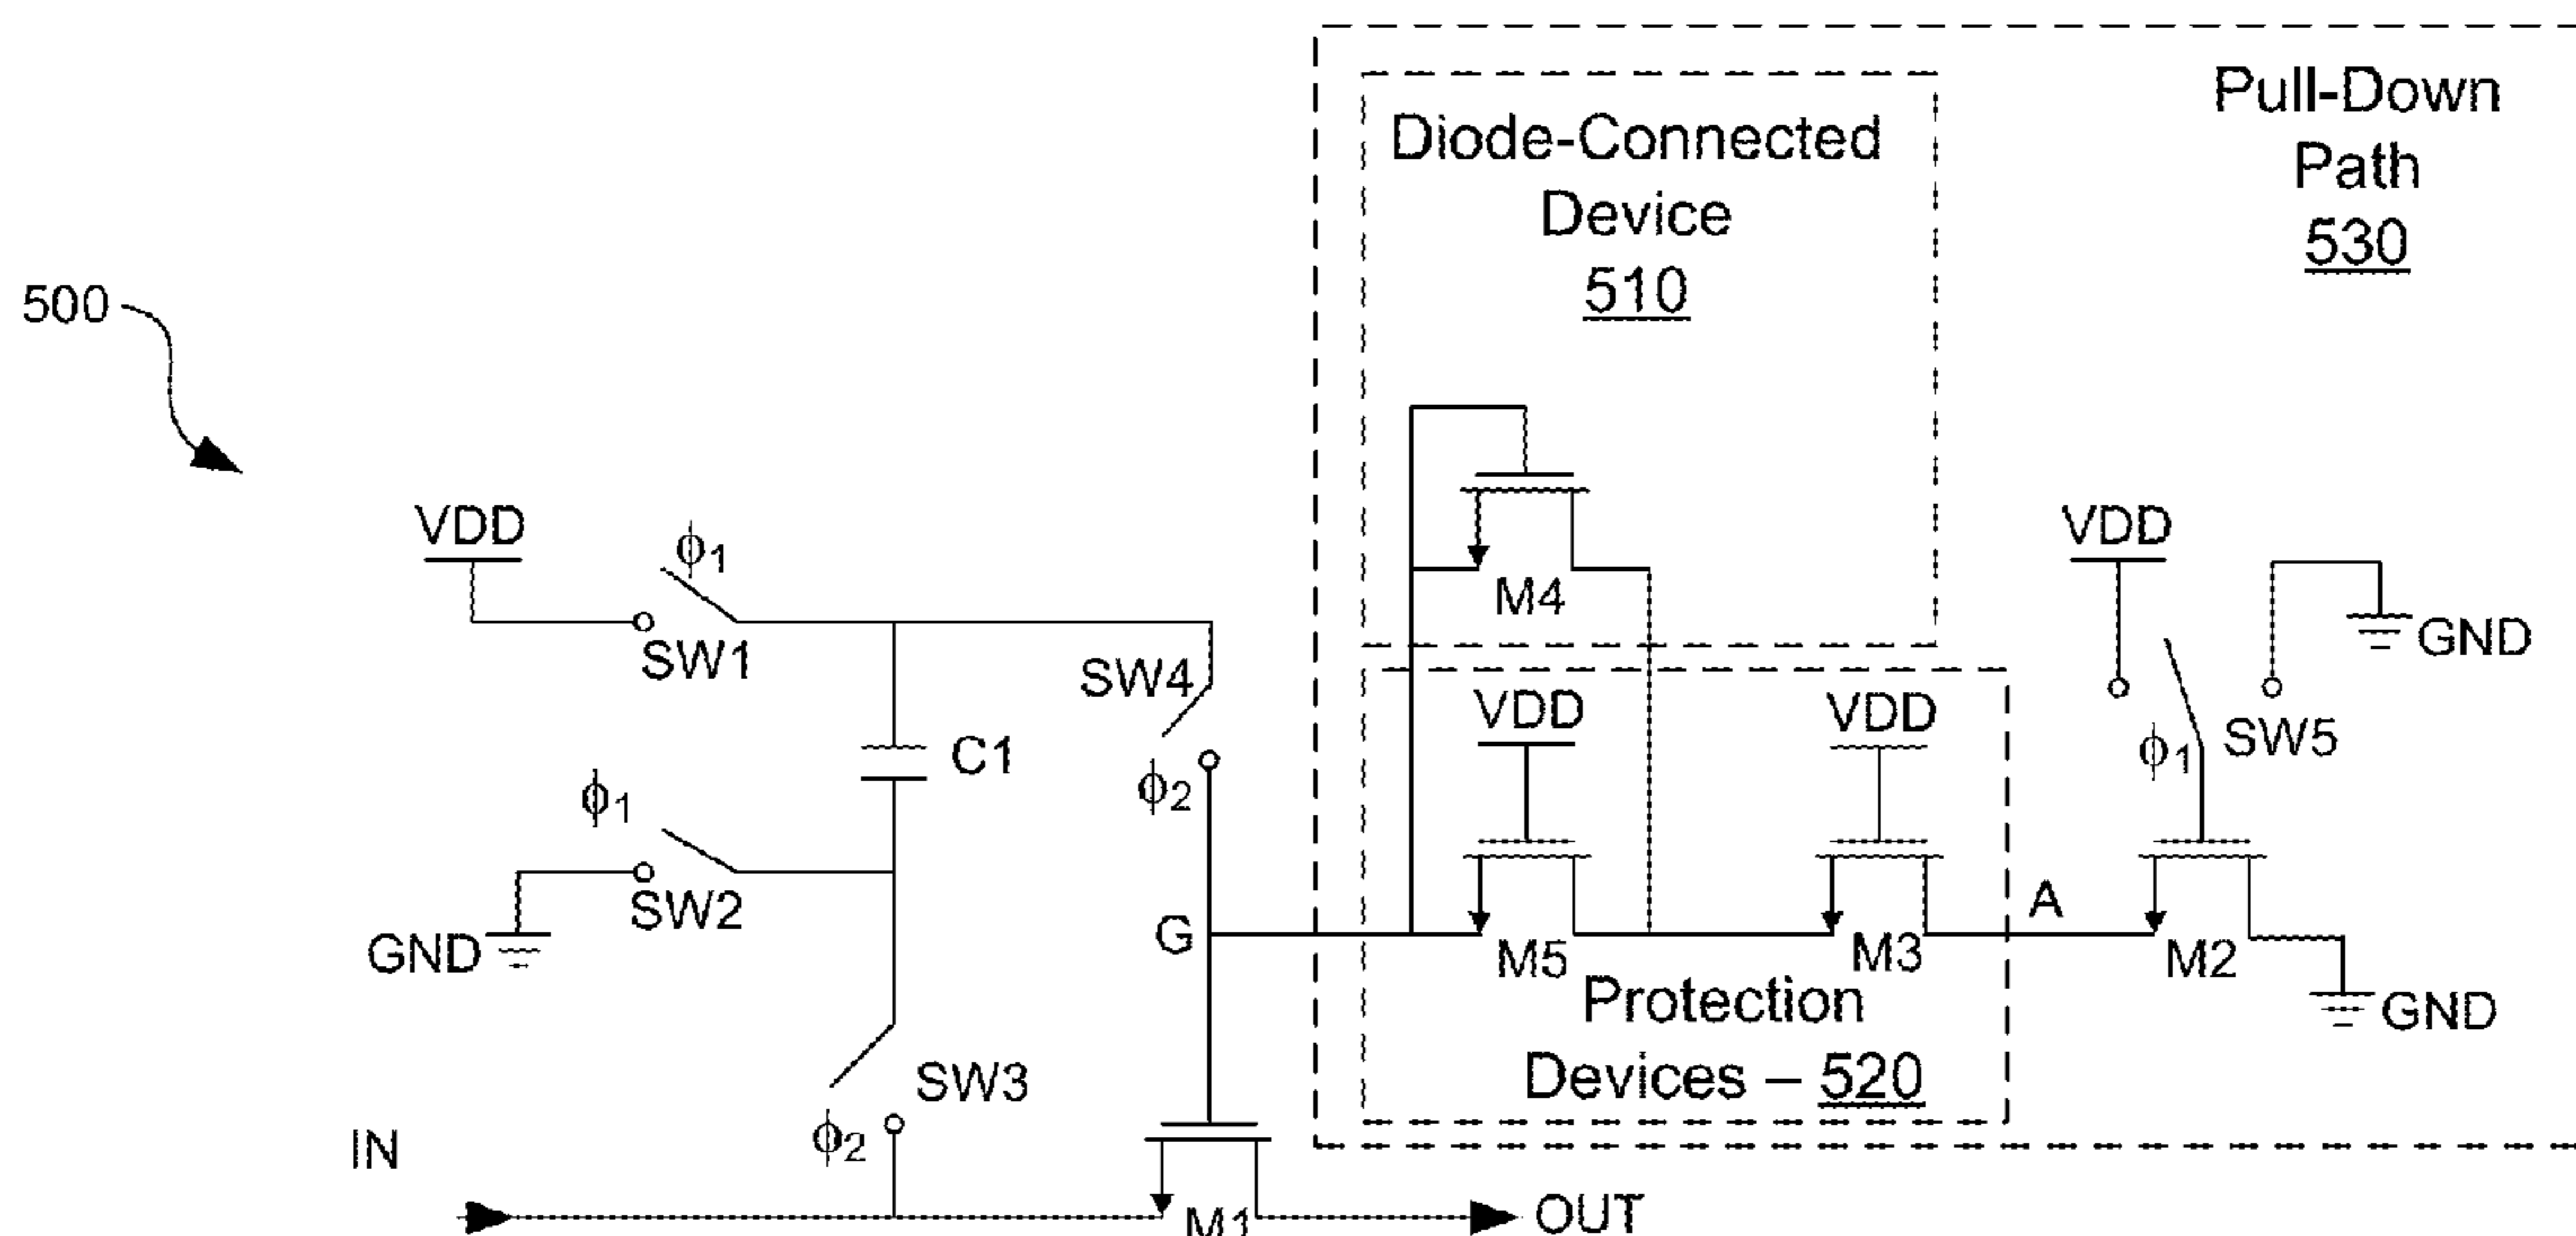 Pull-Down
Path
530
Diode-Connected
Device
510
500
VDD
ϕ1
SW1
M4
VDD
GND
SW4
VDD
VDD
SW5
ϕ1
C1
ϕ2
ϕ1
SW2
GND
G
M5
M3
A
M2
GND
Protection
Devices – 520
SW3
ϕ2
IN
M1
OUT